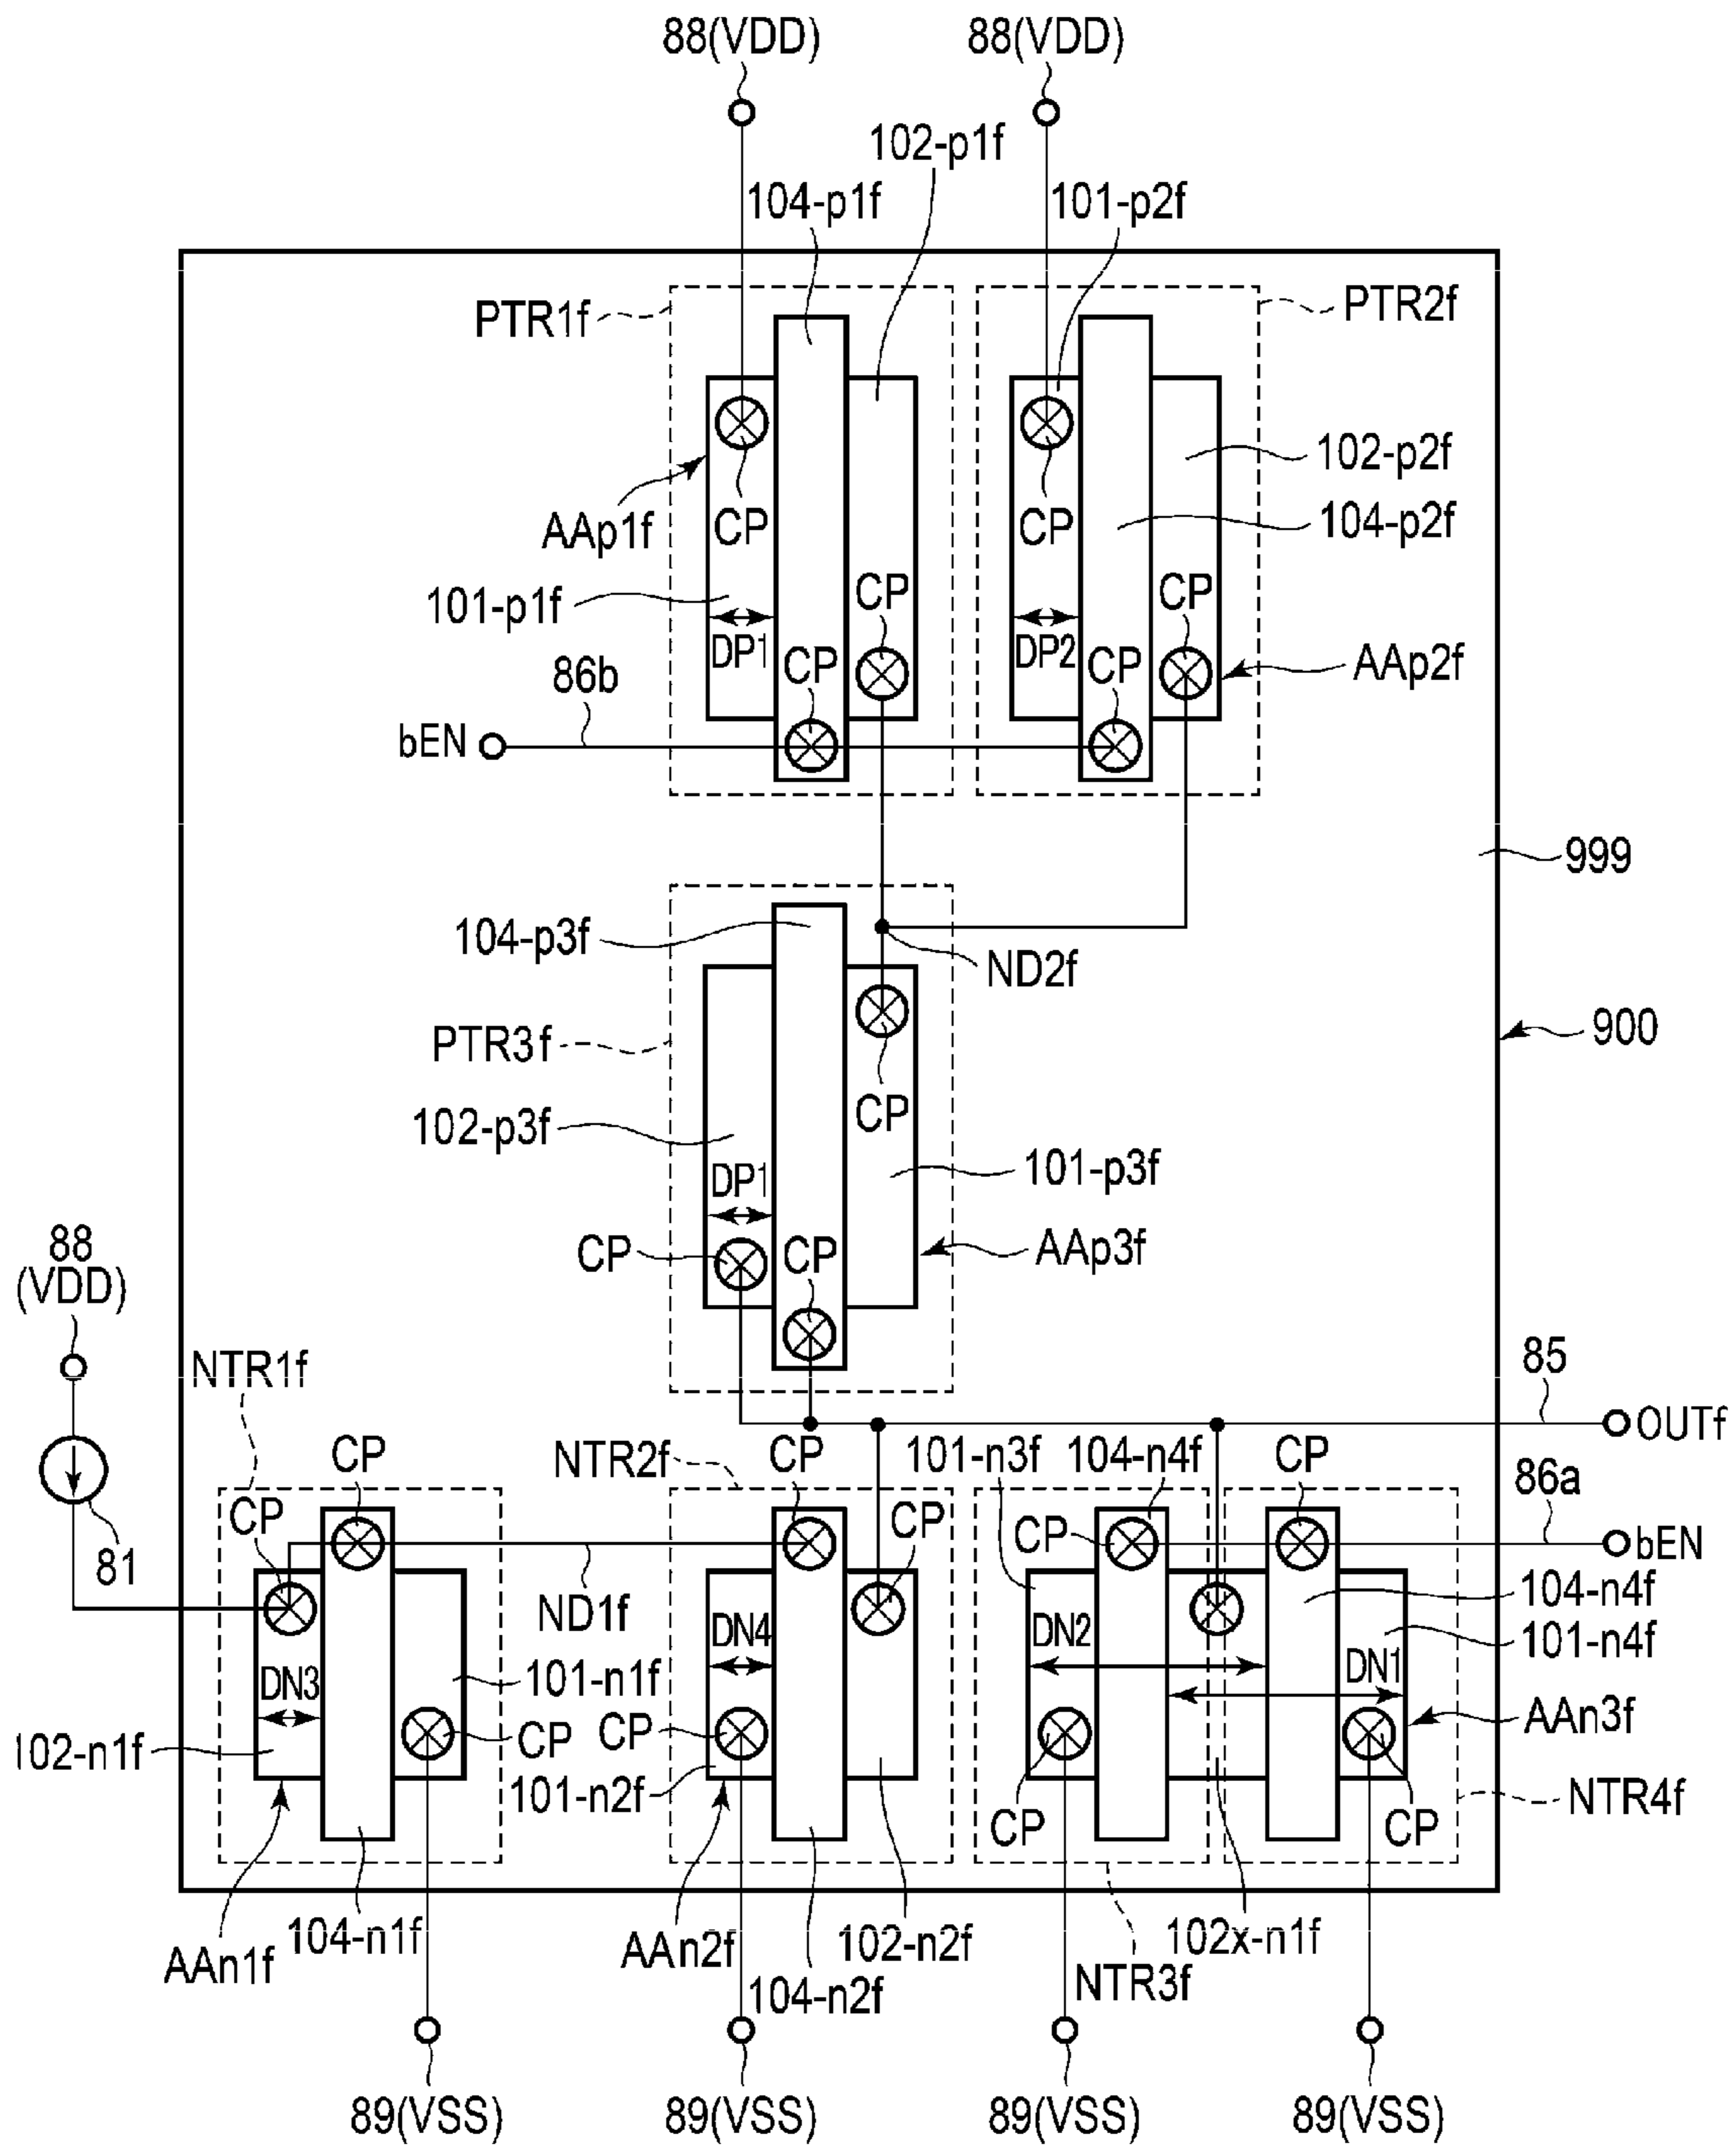 88(VDD)
88(VDD)
102-p1f
104-p1f
101-p2f
PTR1f
PTR2f
102-p2f
CP
CP
104-p2f
AAp1f
CP
CP
101-p1f
DP1
CP
DP2
CP
AAp2f
86b
bEN
999
104-p3f
ND2f
900
PTR3f
CP
102-p3f
101-p3f
DP1
CP
CP
AAp3f
88
(VDD)
NTR1f
85
OUTf
CP
NTR2f
CP
101-n3f
104-n4f
CP
86a
CP
CP
CP
bEN
81
ND1f
104-n4f
DN4
DN2
101-n4f
DN3
101-n1f
DN1
102-n1f
CP
CP
AAn3f
101-n2f
NTR4f
CP
CP
AAn1f
104-n1f
AAn2f
102-n2f
102x-n1f
104-n2f
NTR3f
89(VSS)
89(VSS)
89(VSS)
89(VSS)